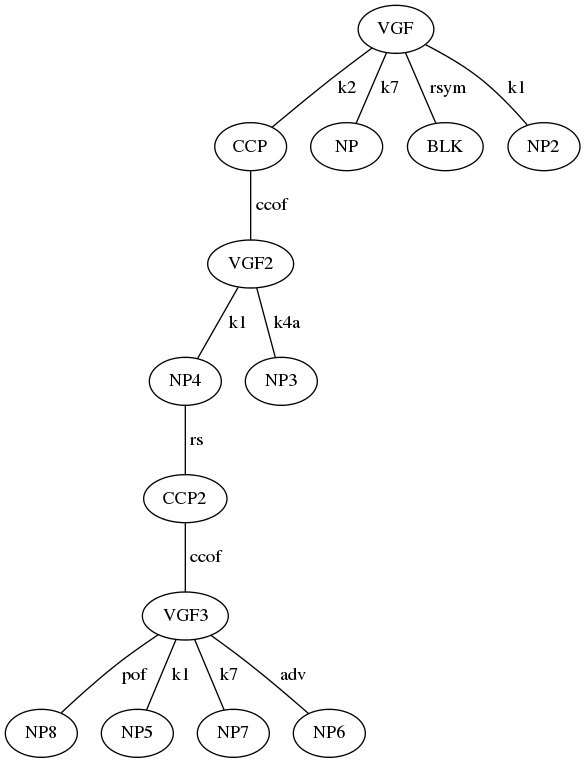 VGF
k2 k7 rsym k1
CCP NP BLK NP2
ccof
VGF2
k1 k4a
NP4 NP3
rs
CCP2
ccof
VGF3
pof k1 k7 adv
NP8 NP5 NP7 NP6